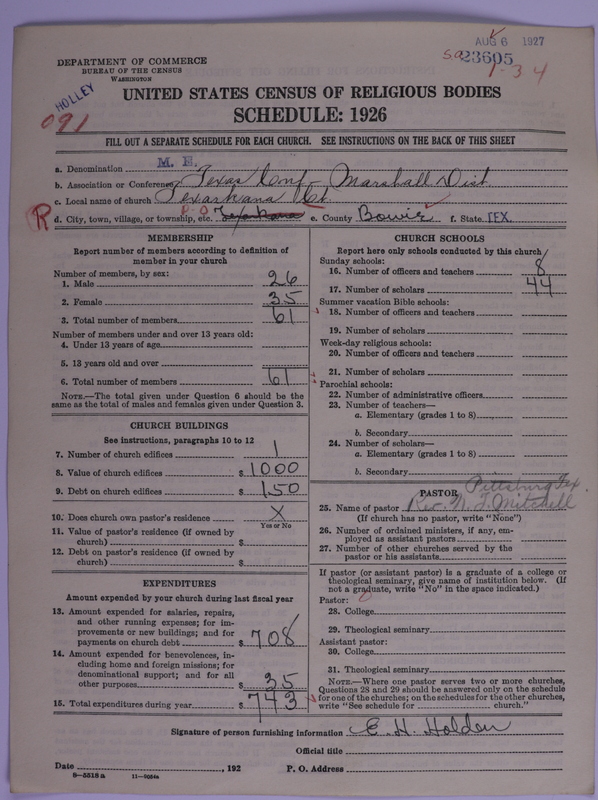 AUG 6 1927
S.O. 23605
1-34
DEPARTMENT OF COMMERCE
BUREAU OF THE CENSUS
WASHINGTON
HOLLEY
091
UNITED STATES CENSUS OF RELIGIOUS BODIES
SCHEDULE: 1926
FILL OUT A SEPARATE SCHEDULE FOR EACH CHURCH. SEE INSTRUCTIONS ON THE BACK OF THIS SHEET
a. Denomination M. E.
b. Association or Conference Texas Conf - Marshall Dist
c. Local name of church Texarkana Ct.
R d. City, town, village, or township, etc. Texarkana e. County Bowie f. State TEX.
MEMBERSHIP
Report number of members according to definition of member in your church
Number of members, by sex:
1. Male 26
2. Female 35
3. Total number of members 61
Number of members under and over 13 years old:
4. Under 13 years of age
5. 13 years old and over
6. Total number of members 61
NOTE.—The total given under Question 6 should be the same as the total of males and females given under Question 3.
CHURCH BUILDINGS
See instructions, paragraphs 10 to 12
7. Number of church edifices 1
8. Value of church edifices $ 1000
9. Debt on church edifices $ 150
10. Does church own pastor's residence X
Yes or No
11. Value of pastor's residence (if owned by church) $
12. Debt on pastor's residence (if owned by church) $
EXPENDITURES
Amount expended by your church during last fiscal year
13. Amount expended for salaries, repairs, and other running expenses; for improvements or new buildings; and for payments on church debt $ 708
14. Amount expended for benevolences, including home and foreign missions; for denominational support; and for all other purposes $ 35
15. Total expenditures during year $ 743
CHURCH SCHOOLS
Report here only schools conducted by this church
Sunday schools:
16. Number of officers and teachers 8
17. Number of scholars 44
Summer vacation Bible schools:
18. Number of officers and teachers
19. Number of scholars
Week-day religious schools:
20. Number of officers and teachers
21. Number of scholars
Parochial schools:
22. Number of administrative officers
23. Number of teachers—
a. Elementary (grades 1 to 8)
b. Secondary
24. Number of scholars—
a. Elementary (grades 1 to 8)
b. Secondary
PASTOR Pittsburg Tex
25. Name of pastor Rev. N. T. Mitchell
(If church has no pastor, write "None")
26. Number of ordained ministers, if any, employed as assistant pastors
27. Number of other churches served by the pastor or his assistants
If pastor (or assistant pastor) is a graduate of a college or theological seminary, give name of institution below. (If not a graduate, write "No" in the space indicated.)
Pastor:
28. College
29. Theological seminary
Assistant pastor:
30. College
31. Theological seminary
NOTE.—Where one pastor serves two or more churches, Questions 28 and 29 should be answered only on the schedule for one of the churches; on the schedules for the other churches, write "See schedule for church."
Signature of person furnishing information E. H. Holden
Official title
Date , 192 P. O. Address
8-5518 a 11-9064a